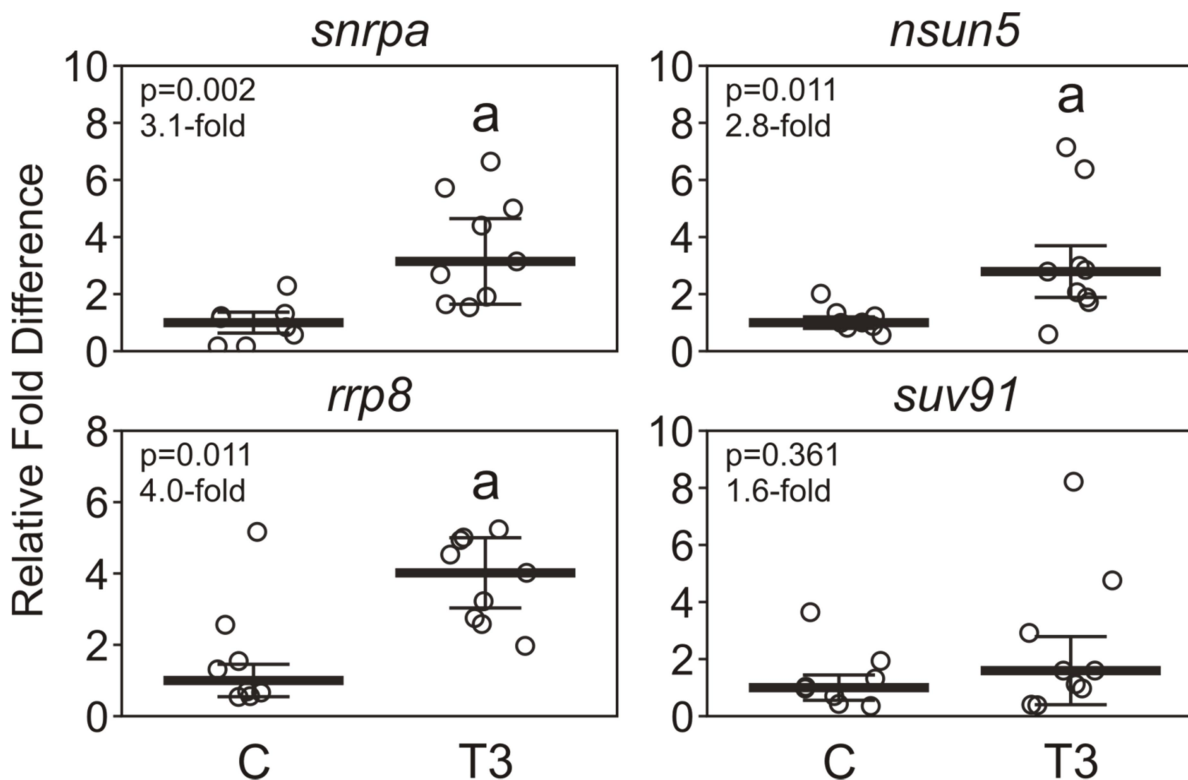 snrpa
nsun5
Relative Fold Difference
10
8
6
4
2
0
p=0.002
3.1-fold
a
10
8
6
4
2
0
p=0.011
2.8-fold
a
rrp8
suv91
8
6
4
2
0
p=0.011
4.0-fold
a
10
8
6
4
2
0
p=0.361
1.6-fold
C
T3
C
T3